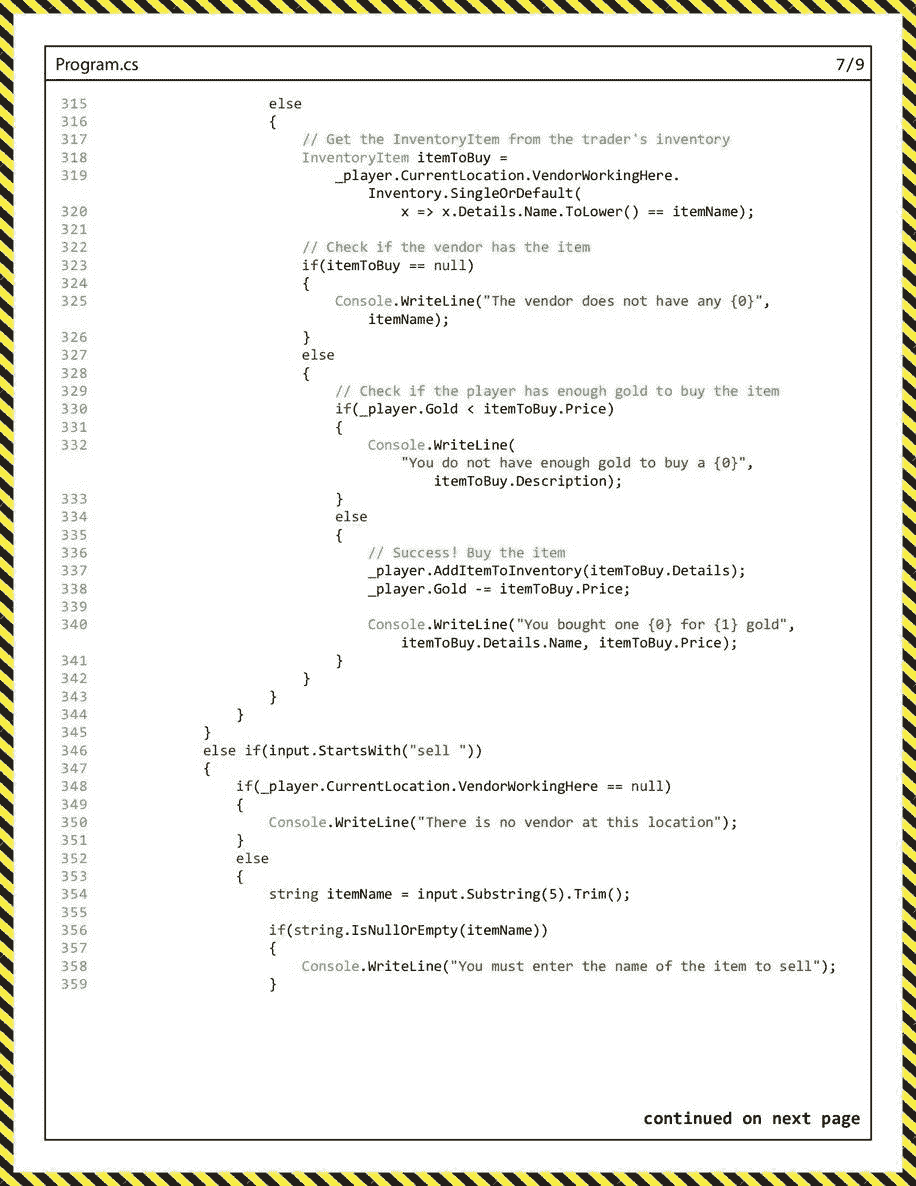 Program.cs 7/9
315 else
316 {
317 // Get the InventoryItem from the trader's inventory
318 InventoryItem itemToBuy =
319 _player.CurrentLocation.VendorWorkingHere.
Inventory.SingleOrDefault(
320 x => x.Details.Name.ToLower() == itemName);
321
322 // Check if the vendor has the item
323 if(itemToBuy == null)
324 {
325 Console.WriteLine("The vendor does not have any {0}",
itemName);
326 }
327 else
328 {
329 // Check if the player has enough gold to buy the item
330 if(_player.Gold < itemToBuy.Price)
331 {
332 Console.WriteLine(
"You do not have enough gold to buy a {0}",
itemToBuy.Description);
333 }
334 else
335 {
336 // Success! Buy the item
337 _player.AddItemToInventory(itemToBuy.Details);
338 _player.Gold -= itemToBuy.Price;
339
340 Console.WriteLine("You bought one {0} for {1} gold",
itemToBuy.Details.Name, itemToBuy.Price);
341 }
342 }
343 }
344 }
345 }
346 else if(input.StartsWith("sell "))
347 {
348 if(_player.CurrentLocation.VendorWorkingHere == null)
349 {
350 Console.WriteLine("There is no vendor at this location");
351 }
352 else
353 {
354 string itemName = input.Substring(5).Trim();
355
356 if(string.IsNullOrEmpty(itemName))
357 {
358 Console.WriteLine("You must enter the name of the item to sell");
359 }
continued on next page